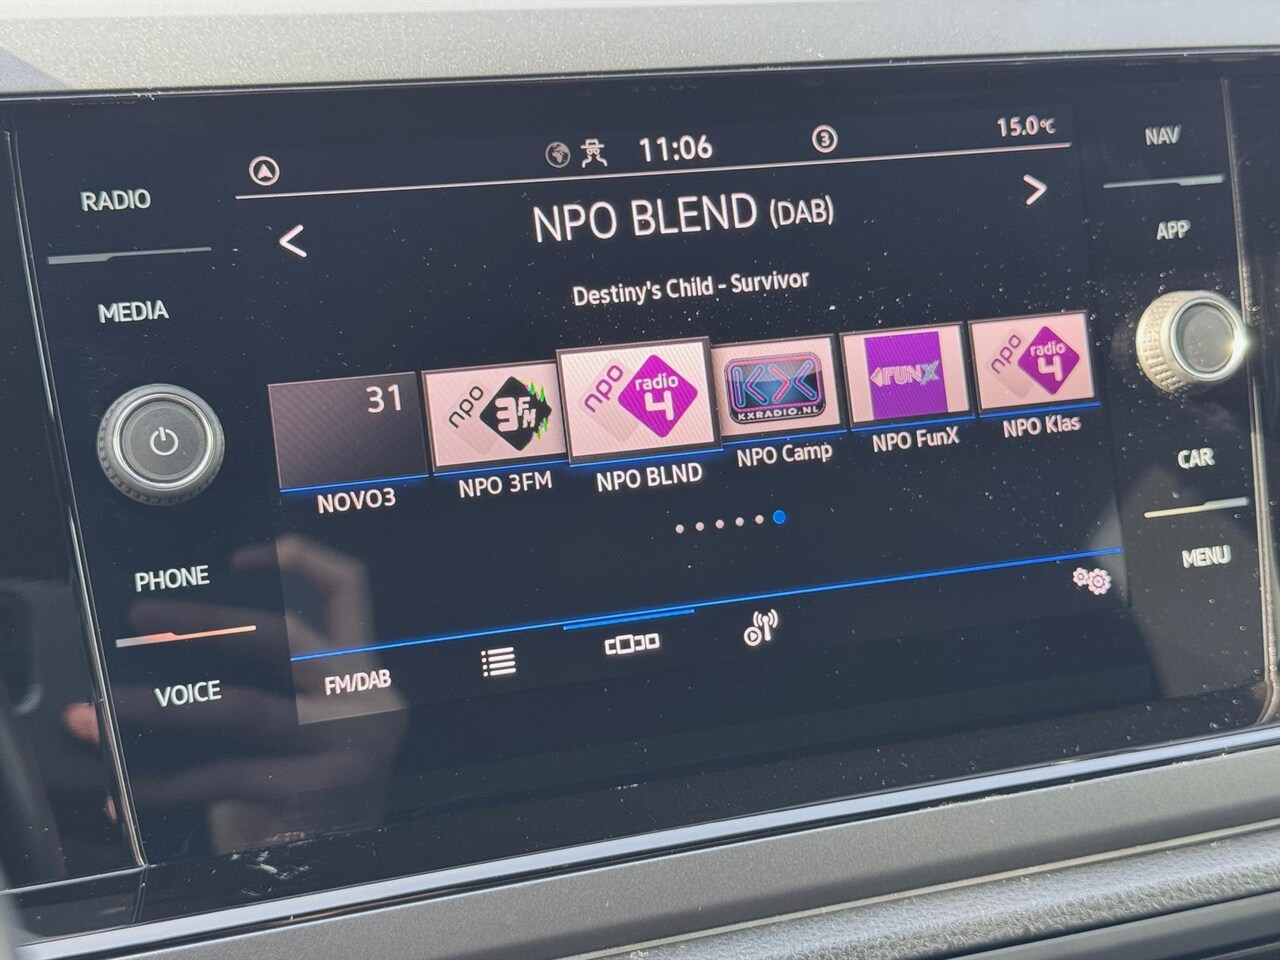 11:06
3
15.0°C
NPO BLEND (DAB)
Destiny's Child - Survivor
RADIO
MEDIA
PHONE
VOICE
NAV
APP
CAR
MENU
31
npo 3FM
npo radio 4
KX
KXRADIO.NL
FUNX
npo radio 4
NOVO3
NPO 3FM
NPO BLND
NPO Camp
NPO FunX
NPO Klas
FM/DAB